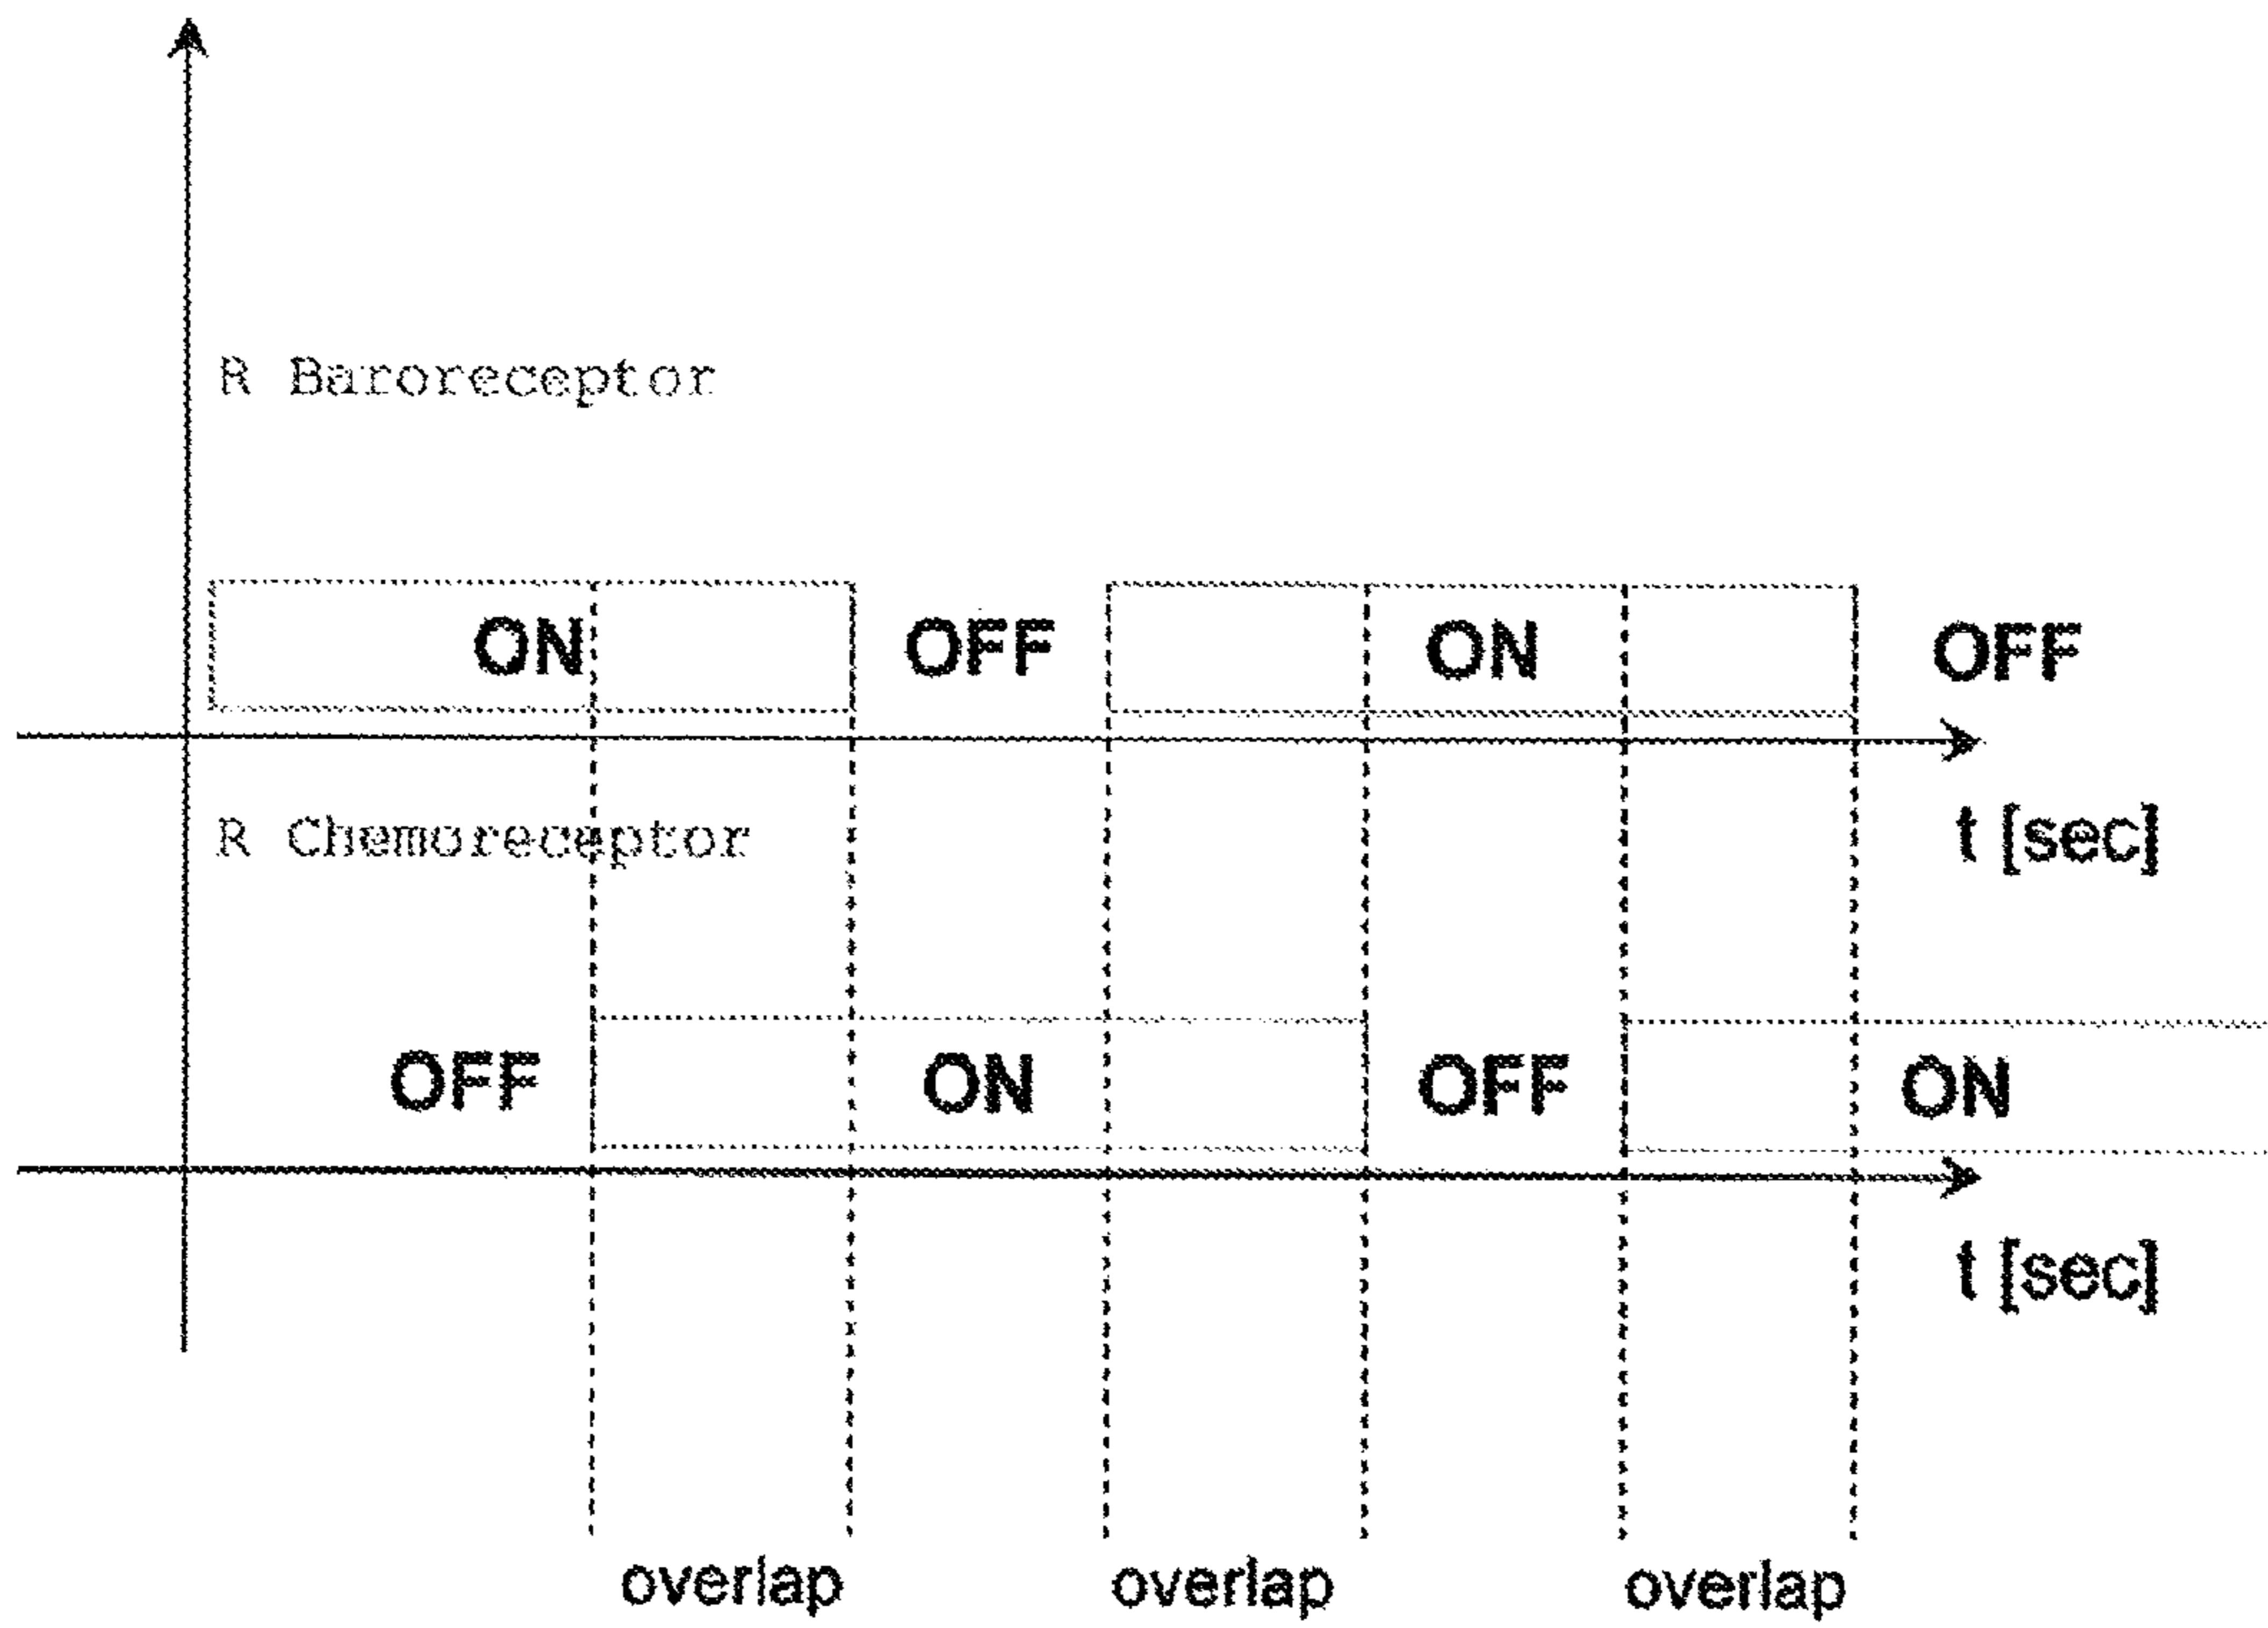 R Baroreceptor
ON OFF ON OFF
t [sec]
R Chemoreceptor
OFF ON OFF ON
t [sec]
overlap overlap overlap